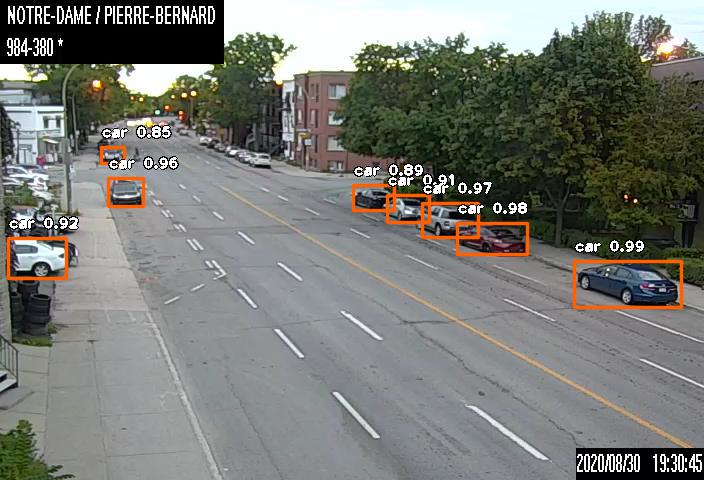 NOTRE-DAME / PIERRE-BERNARD
984-380 *
car 0.85
car 0.96
car 0.89
car 0.91
car 0.97
car 0.98
car 0.92
car 0.99
2020/08/30 19:30:45